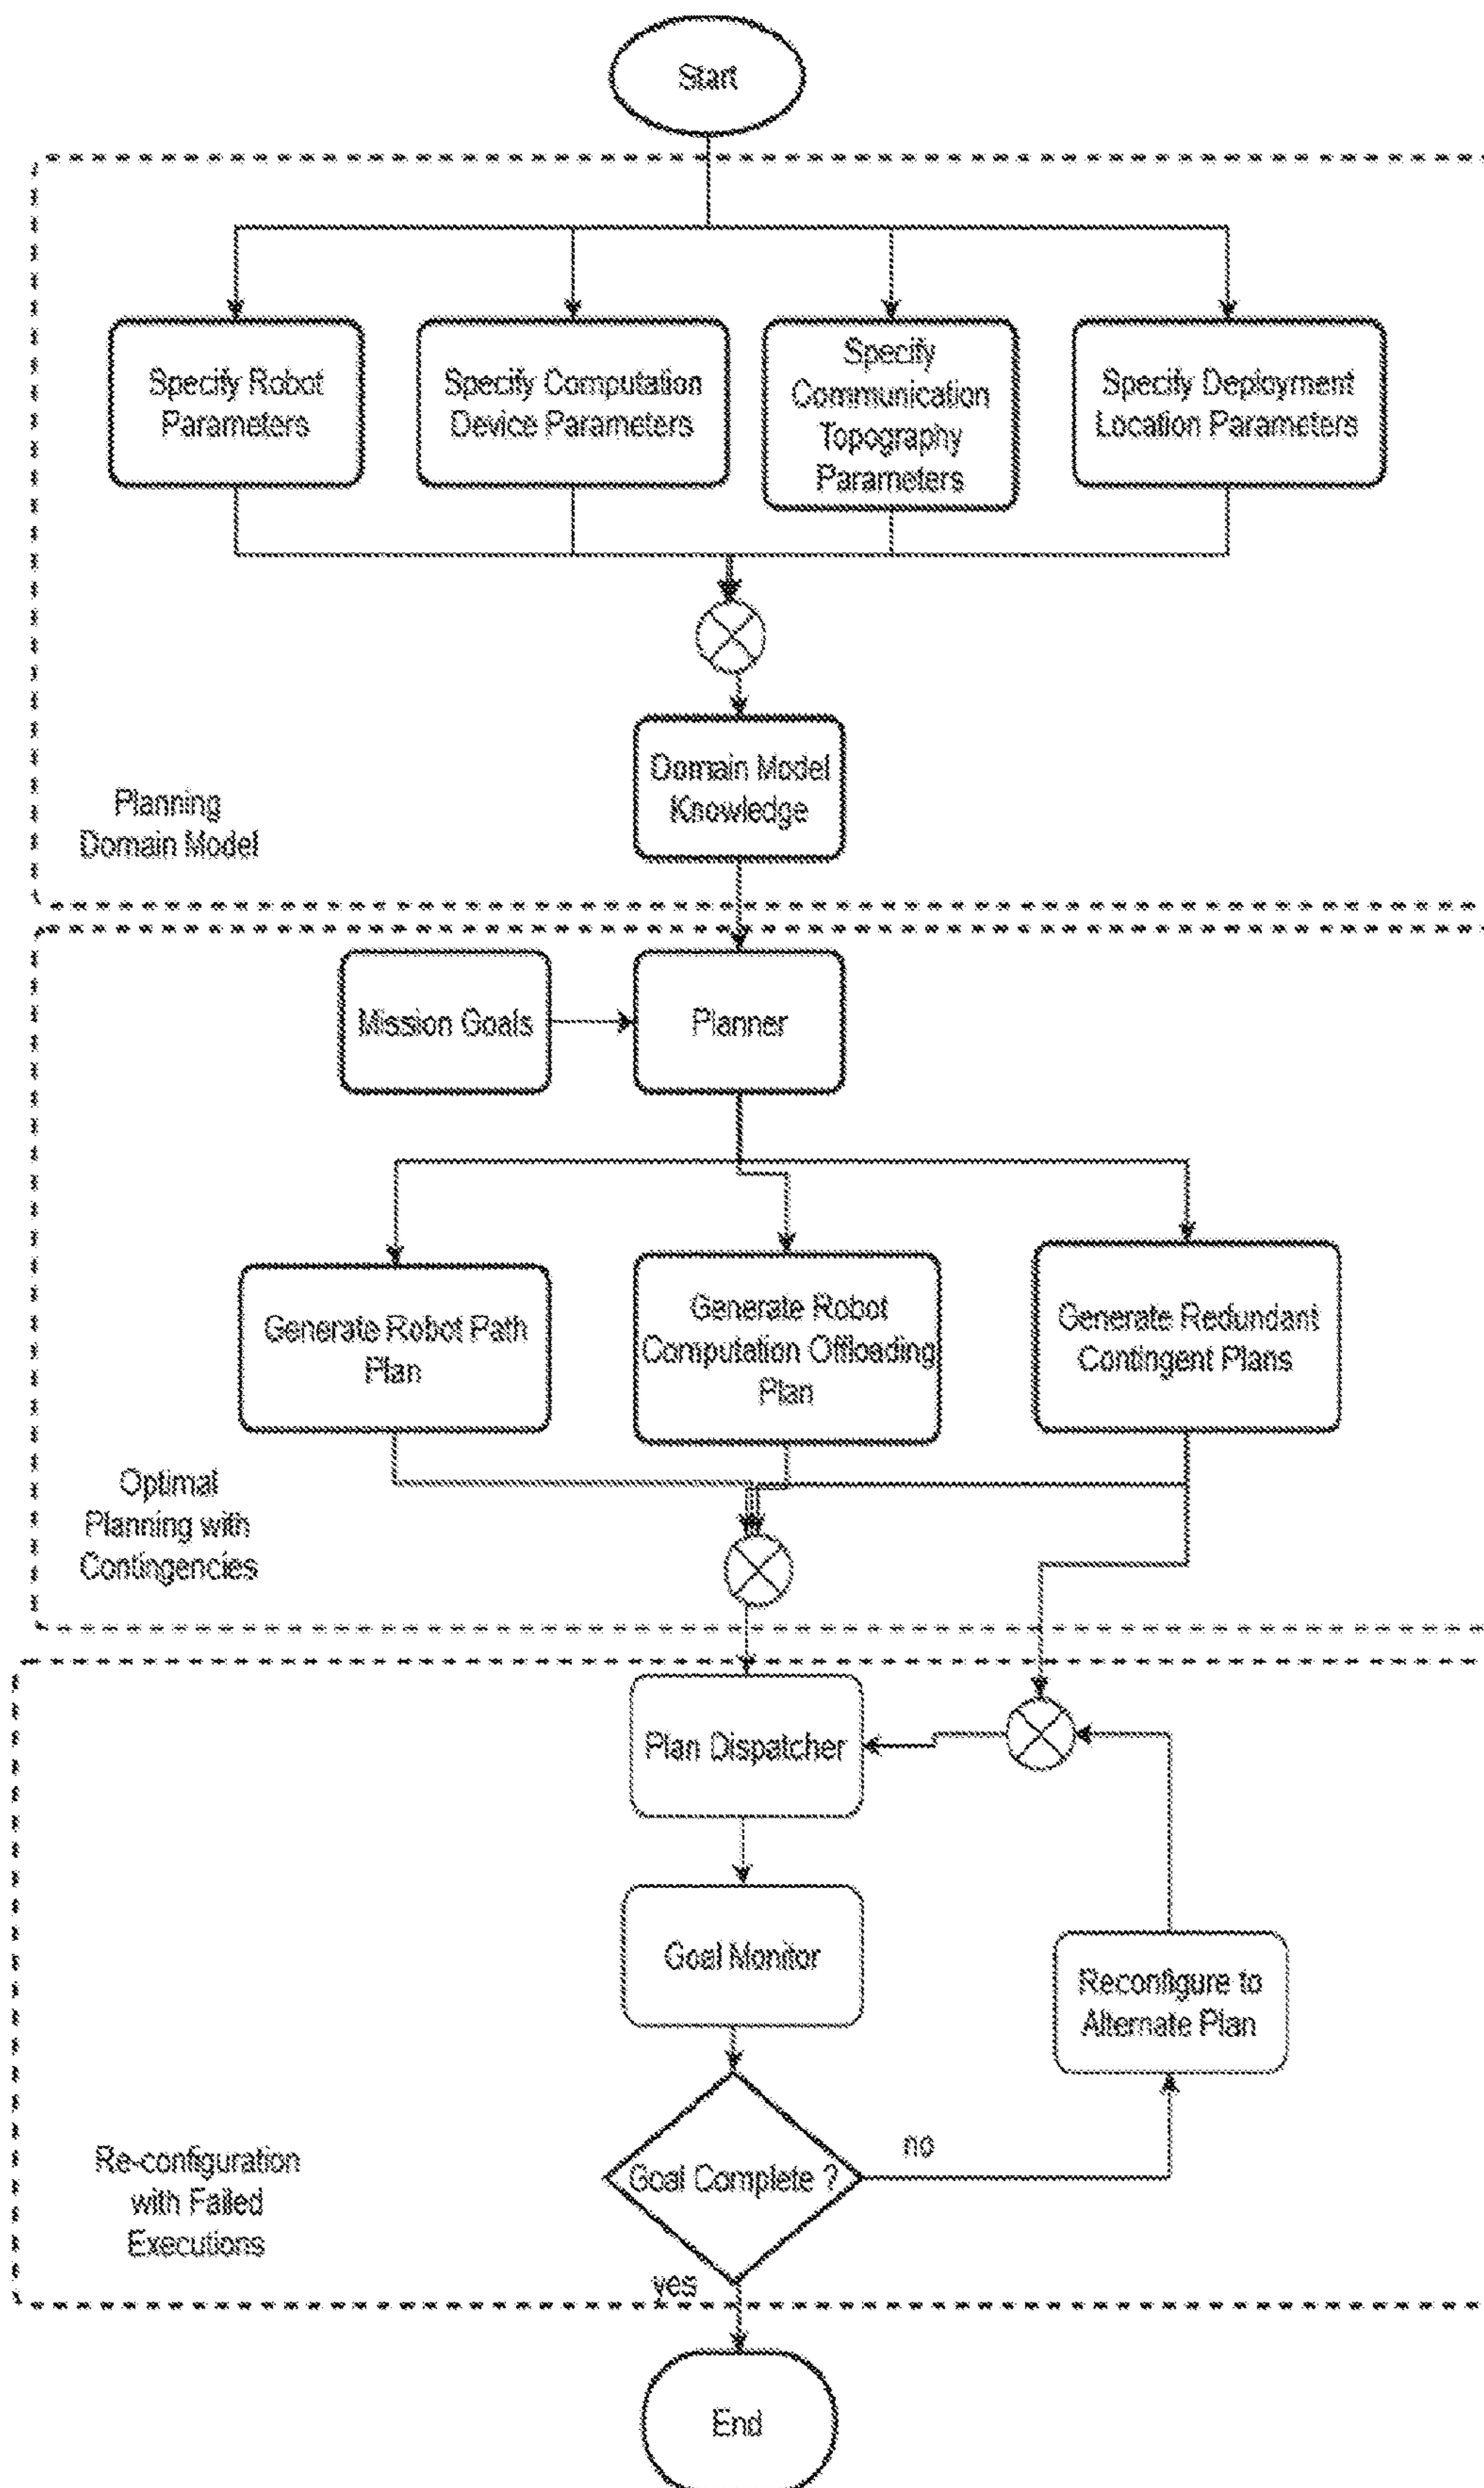 Start
Specify Robot
Parameters
Specify Computation
Device Parameters
Specify
Communication
Topography
Parameters
Specify Deployment
Location Parameters
Domain Model
Knowledge
Planning
Domain Model
Mission Goals
Planner
Generate Robot Path
Plan
Generate Robot
Computation Offloading
Plan
Generate Redundant
Contingent Plans
Optimal
Planning with
Contingencies
Plan Dispatcher
Goal Monitor
Reconfigure to
Alternate Plan
Goal Complete ?
no
Re-configuration
with Failed
Executions
yes
End